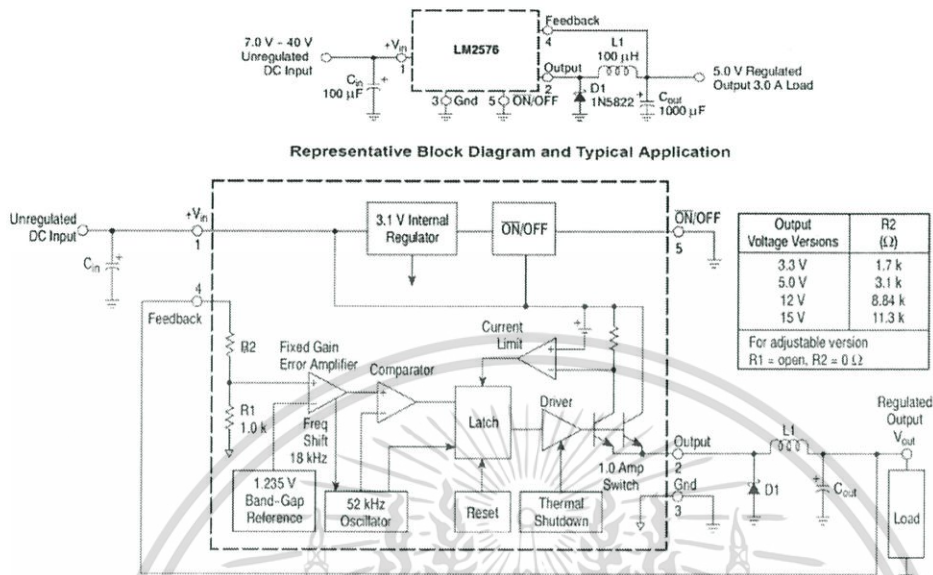 Feedback
4
7.0 V - 40 V
Unregulated
DC Input
+Vin
1
LM2576
L1
100 µH
Output
2
Cin
100 µF
+
3 Gnd
5 ON/OFF
D1
1N5822
Cout
1000 µF
+
5.0 V Regulated
Output 3.0 A Load
Representative Block Diagram and Typical Application
Unregulated
DC Input
+Vin
1
Cin
+
3.1 V Internal
Regulator
ON/OFF
ON/OFF
5
Output
Voltage Versions
R2
(Ω)
3.3 V
1.7 k
5.0 V
3.1 k
12 V
8.84 k
15 V
11.3 k
For adjustable version
R1 = open, R2 = 0 Ω
4
Feedback
R2
Fixed Gain
Error Amplifier
Comparator
Current
Limit
+
-
R1
1.0 k
Freq
Shift
18 kHz
Latch
Driver
1.0 Amp
Switch
Output
2
Gnd
3
L1
Regulated
Output
Vout
D1
Cout
+
Load
1.235 V
Band-Gap
Reference
52 kHz
Oscillator
Reset
Thermal
Shutdown